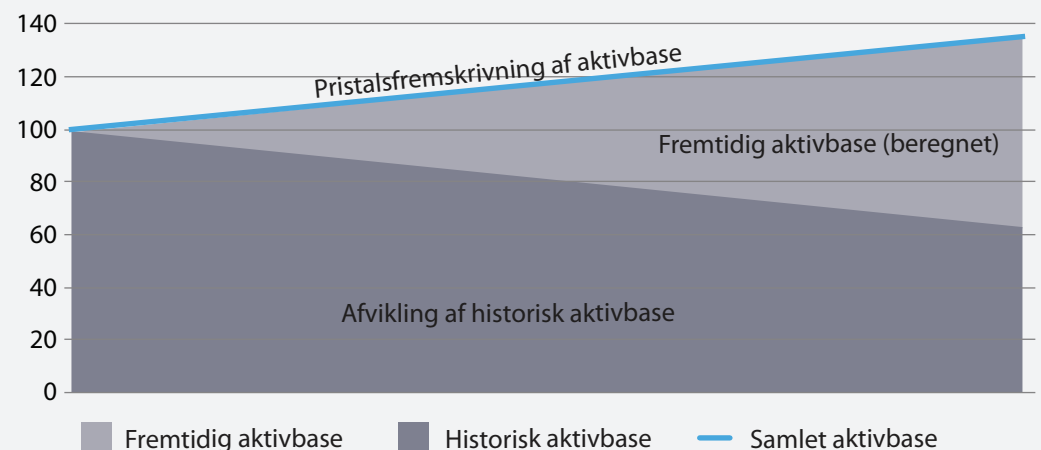 140
120
100
80
60
40
20
0
Pristalsfremskrivning af aktivbase
Fremtidig aktivbase (beregnet)
Afvikling af historisk aktivbase
Fremtidig aktivbase
Historisk aktivbase
Samlet aktivbase